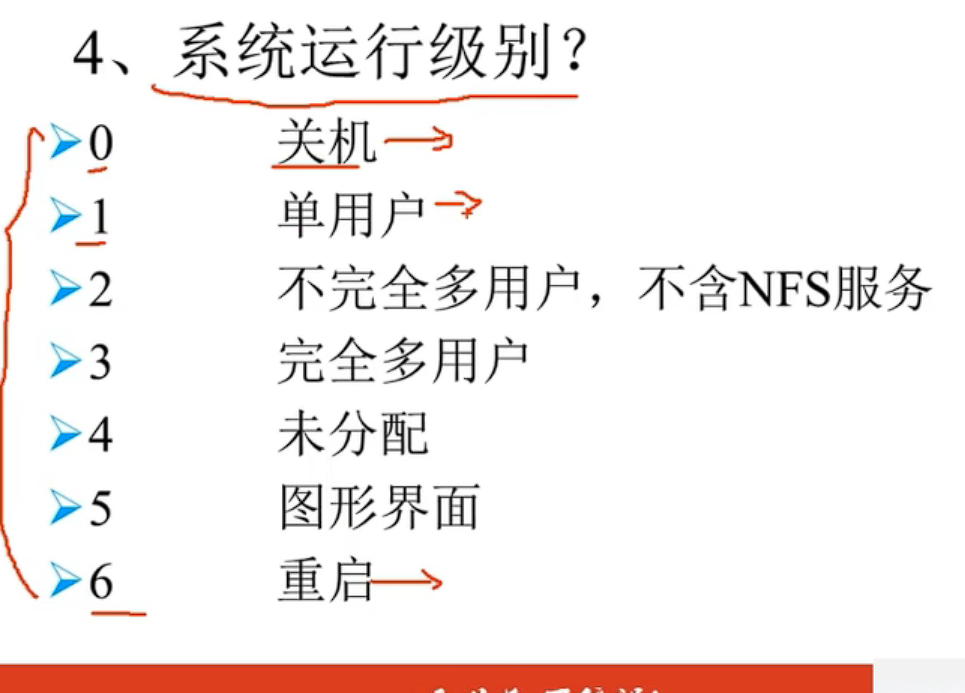 4、系统运行级别？
0 关机
1 单用户
2 不完全多用户，不含NFS服务
3 完全多用户
4 未分配
5 图形界面
6 重启